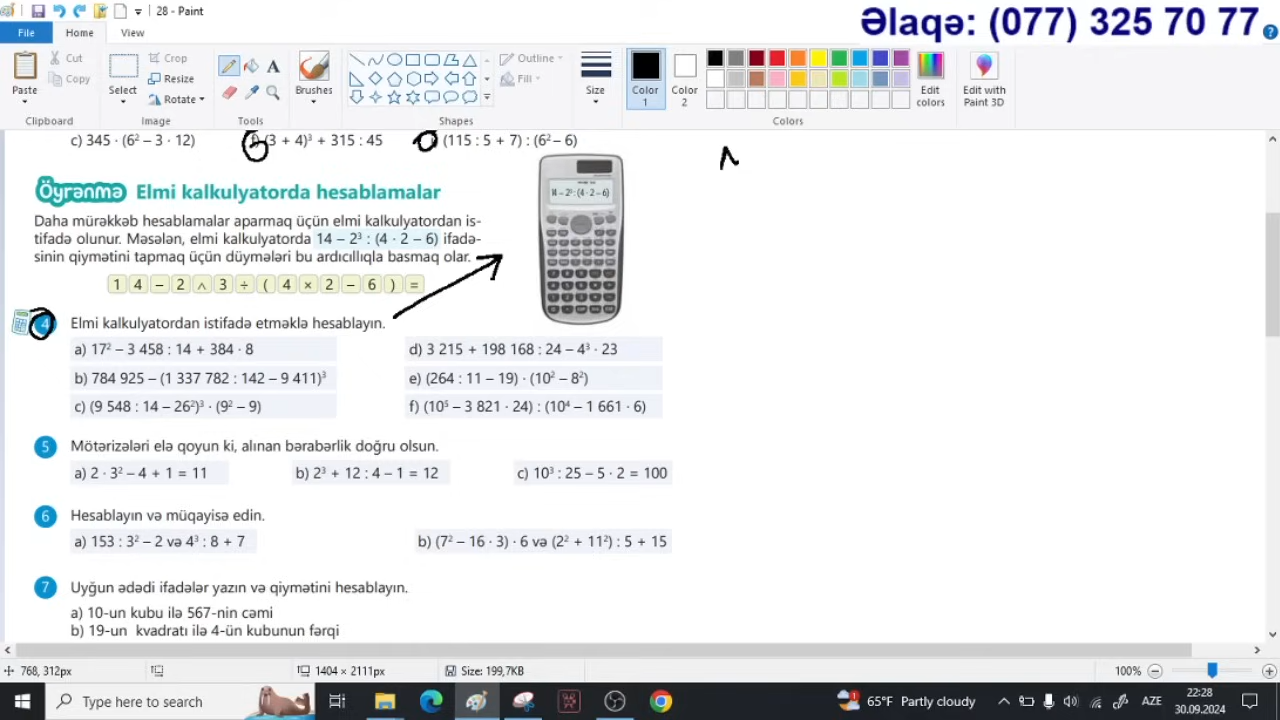 28 - Paint
Əlaqə: (077) 325 70 77
File Home View
Paste Cut Copy Clipboard
Select Crop Resize Rotate Image
Tools
Brushes
Outline Fill Shapes
Size
Color 1 Color 2 Edit colors Colors
Edit with Paint 3D
c) 345 · (6² – 3 · 12) (3 + 4)³ + 315 : 45 (115 : 5 + 7) : (6² – 6)
Öyrənmə Elmi kalkulyatorda hesablamalar
Daha mürəkkəb hesablamalar aparmaq üçün elmi kalkulyatordan is-
tifadə olunur. Məsələn, elmi kalkulyatorda 14 – 2³ : (4 · 2 – 6) ifadə-
sinin qiymətini tapmaq üçün düymələri bu ardıcıllıqla basmaq olar.
1 4 – 2 ^ 3 ÷ ( 4 × 2 – 6 ) =
14 – 2³ : (4 · 2 – 6)
4 Elmi kalkulyatordan istifadə etməklə hesablayın.
a) 17² – 3 458 : 14 + 384 · 8 d) 3 215 + 198 168 : 24 – 4³ · 23
b) 784 925 – (1 337 782 : 142 – 9 411)³ e) (264 : 11 – 19) · (10² – 8²)
c) (9 548 : 14 – 26²)³ · (9² – 9) f) (10⁵ – 3 821 · 24) : (10⁴ – 1 661 · 6)
5 Mötərizələri elə qoyun ki, alınan bərabərlik doğru olsun.
a) 2 · 3² – 4 + 1 = 11 b) 2³ + 12 : 4 – 1 = 12 c) 10³ : 25 – 5 · 2 = 100
6 Hesablayın və müqayisə edin.
a) 153 : 3² – 2 və 4³ : 8 + 7 b) (7² – 16 · 3) · 6 və (2² + 11²) : 5 + 15
7 Uyğun ədədi ifadələr yazın və qiymətini hesablayın.
a) 10-un kubu ilə 567-nin cəmi
b) 19-un kvadratı ilə 4-ün kubunun fərqi
768, 312px 1404 × 2111px Size: 199,7KB 100%
Type here to search 1 65°F Partly cloudy AZE 22:28
30.09.2024